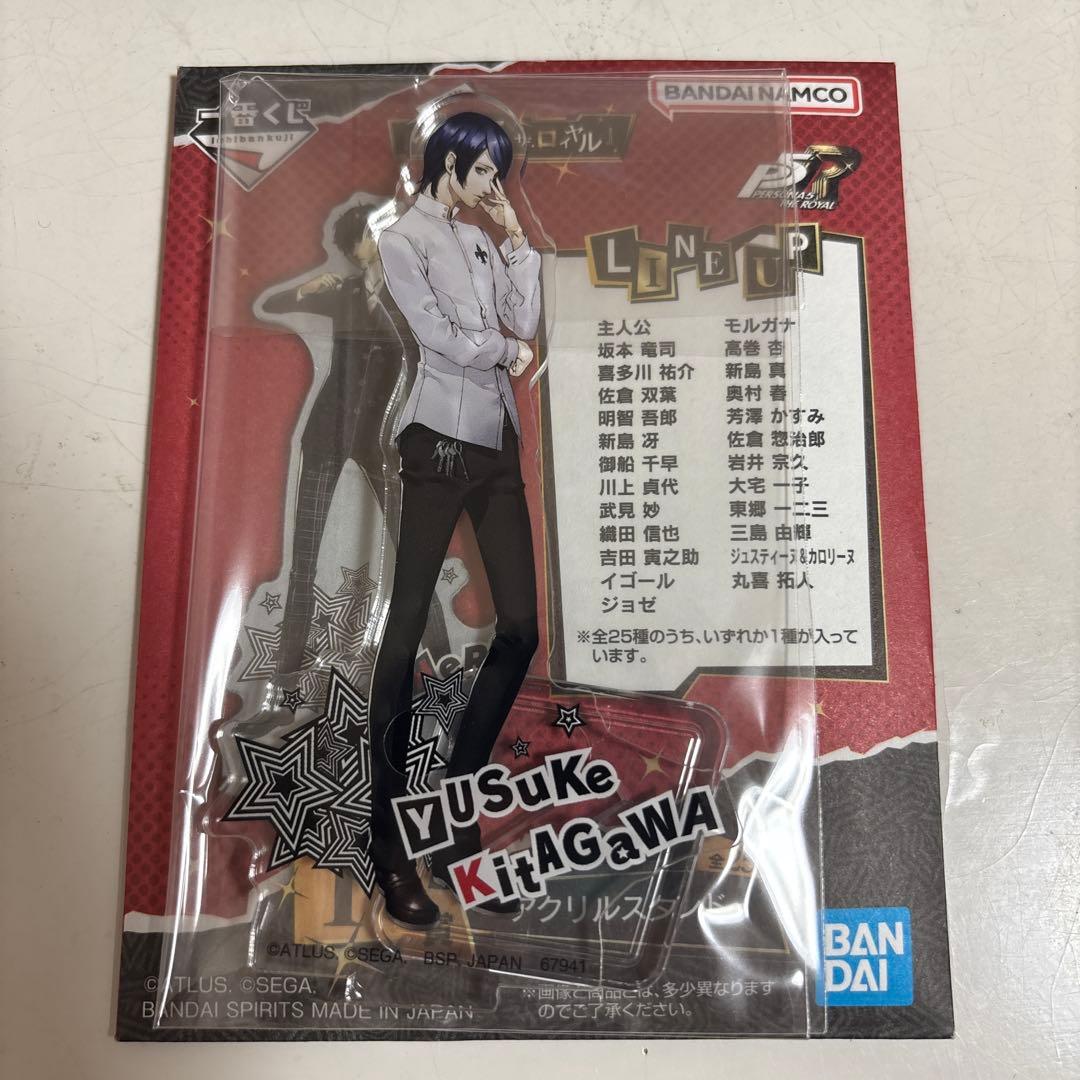 一番くじ
Ichibankuji
BANDAI NAMCO
ザ・ロイヤル
P5R
PERSONA5
THE ROYAL
LINE UP
主人公 モルガナ
坂本 竜司 高巻 杏
喜多川 祐介 新島 真
佐倉 双葉 奥村 春
明智 吾郎 芳澤 かすみ
新島 冴 佐倉 惣治郎
御船 千早 岩井 宗久
川上 貞代 大宅 一子
武見 妙 東郷 一二三
織田 信也 三島 由輝
吉田 寅之助 ジュスティーヌ&カロリーヌ
イゴール 丸喜 拓人
ジョゼ
※全25種のうち、いずれか1種が入って
います。
YUSuKe
KitAGaWA
アクリルスタンド
©ATLUS. ©SEGA. BSP, JAPAN 67941
©ATLUS. ©SEGA.
BANDAI SPIRITS MADE IN JAPAN
※画像と商品とは、多少異なります
のでご了承ください。
BAN
DAI